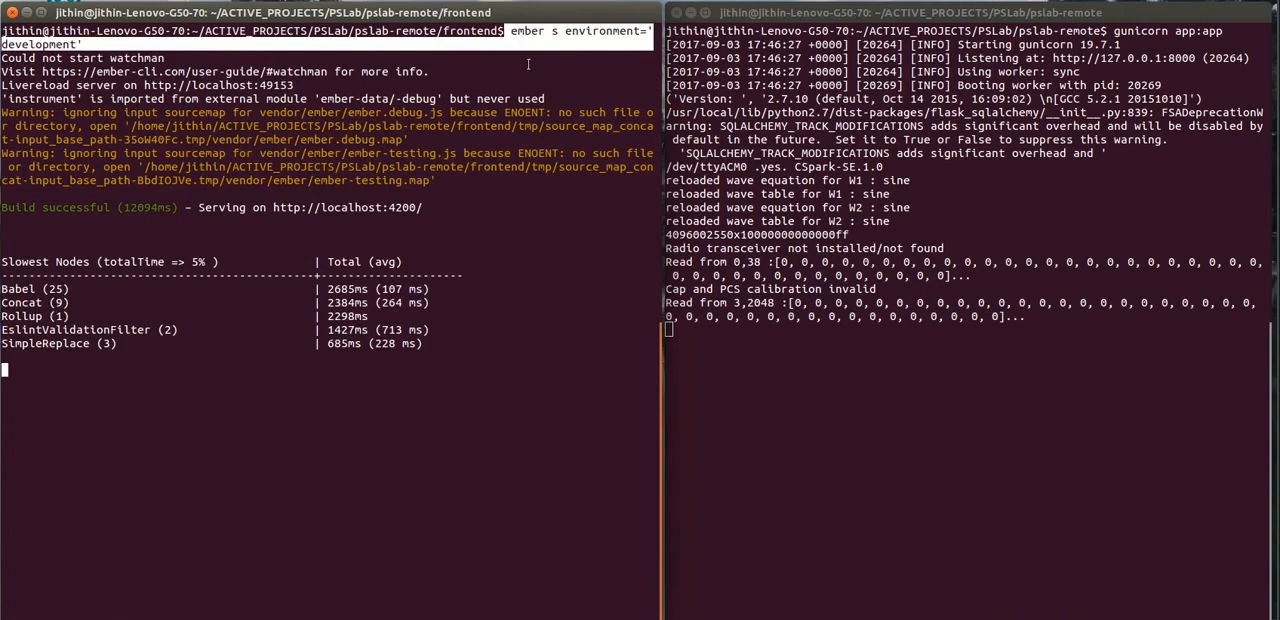 jithin@jithin-Lenovo-G50-70: ~/ACTIVE_PROJECTS/PSLab/pslab-remote/frontend
jithin@jithin-Lenovo-G50-70:~/ACTIVE_PROJECTS/PSLab/pslab-remote/frontend$ ember s environment='
development'
Could not start watchman
Visit https://ember-cli.com/user-guide/#watchman for more info.
Livereload server on http://localhost:49153
'instrument' is imported from external module 'ember-data/-debug' but never used
Warning: ignoring input sourcemap for vendor/ember/ember.debug.js because ENOENT: no such file o
r directory, open '/home/jithin/ACTIVE_PROJECTS/PSLab/pslab-remote/frontend/tmp/source_map_conca
t-input_base_path-35oW40Fc.tmp/vendor/ember/ember.debug.map'
Warning: ignoring input sourcemap for vendor/ember/ember-testing.js because ENOENT: no such file
 or directory, open '/home/jithin/ACTIVE_PROJECTS/PSLab/pslab-remote/frontend/tmp/source_map_con
cat-input_base_path-BbdIOJVe.tmp/vendor/ember/ember-testing.map'
Build successful (12094ms) – Serving on http://localhost:4200/
Slowest Nodes (totalTime => 5% ) | Total (avg)
----------------------------------------------+---------------------
Babel (25) | 2685ms (107 ms)
Concat (9) | 2384ms (264 ms)
Rollup (1) | 2298ms
EslintValidationFilter (2) | 1427ms (713 ms)
SimpleReplace (3) | 685ms (228 ms)
jithin@jithin-Lenovo-G50-70: ~/ACTIVE_PROJECTS/PSLab/pslab-remote
jithin@jithin-Lenovo-G50-70:~/ACTIVE_PROJECTS/PSLab/pslab-remote$ gunicorn app:app
[2017-09-03 17:46:27 +0000] [20264] [INFO] Starting gunicorn 19.7.1
[2017-09-03 17:46:27 +0000] [20264] [INFO] Listening at: http://127.0.0.1:8000 (20264)
[2017-09-03 17:46:27 +0000] [20264] [INFO] Using worker: sync
[2017-09-03 17:46:27 +0000] [20269] [INFO] Booting worker with pid: 20269
('Version: ', '2.7.10 (default, Oct 14 2015, 16:09:02) \n[GCC 5.2.1 20151010]')
/usr/local/lib/python2.7/dist-packages/flask_sqlalchemy/__init__.py:839: FSADeprecationW
arning: SQLALCHEMY_TRACK_MODIFICATIONS adds significant overhead and will be disabled by
 default in the future.  Set it to True or False to suppress this warning.
  'SQLALCHEMY_TRACK_MODIFICATIONS adds significant overhead and '
/dev/ttyACM0 .yes. CSpark-SE.1.0
reloaded wave equation for W1 : sine
reloaded wave table for W1 : sine
reloaded wave equation for W2 : sine
reloaded wave table for W2 : sine
4096002550x10000000000000ff
Radio transceiver not installed/not found
Read from 0,38 :[0, 0, 0, 0, 0, 0, 0, 0, 0, 0, 0, 0, 0, 0, 0, 0, 0, 0, 0, 0, 0, 0, 0, 0,
 0, 0, 0, 0, 0, 0, 0, 0, 0, 0, 0, 0, 0, 0]...
Cap and PCS calibration invalid
Read from 3,2048 :[0, 0, 0, 0, 0, 0, 0, 0, 0, 0, 0, 0, 0, 0, 0, 0, 0, 0, 0, 0, 0, 0, 0,
0, 0, 0, 0, 0, 0, 0, 0, 0, 0, 0, 0, 0, 0, 0, 0, 0]...